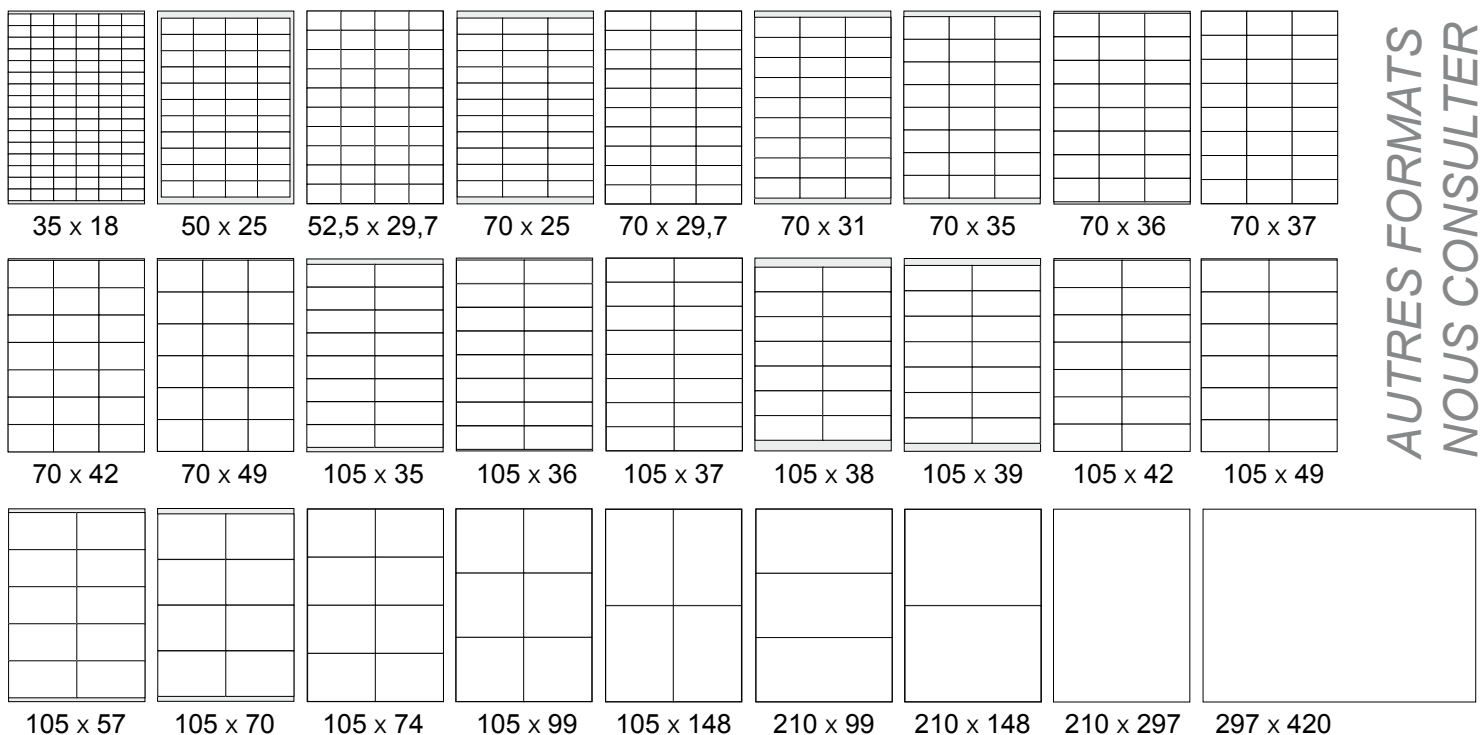 35 x 18 50 x 25 52,5 x 29,7 70 x 25 70 x 29,7 70 x 31 70 x 35 70 x 36 70 x 37
70 x 42 70 x 49 105 x 35 105 x 36 105 x 37 105 x 38 105 x 39 105 x 42 105 x 49
105 x 57 105 x 70 105 x 74 105 x 99 105 x 148 210 x 99 210 x 148 210 x 297 297 x 420
AUTRES FORMATS
NOUS CONSULTER